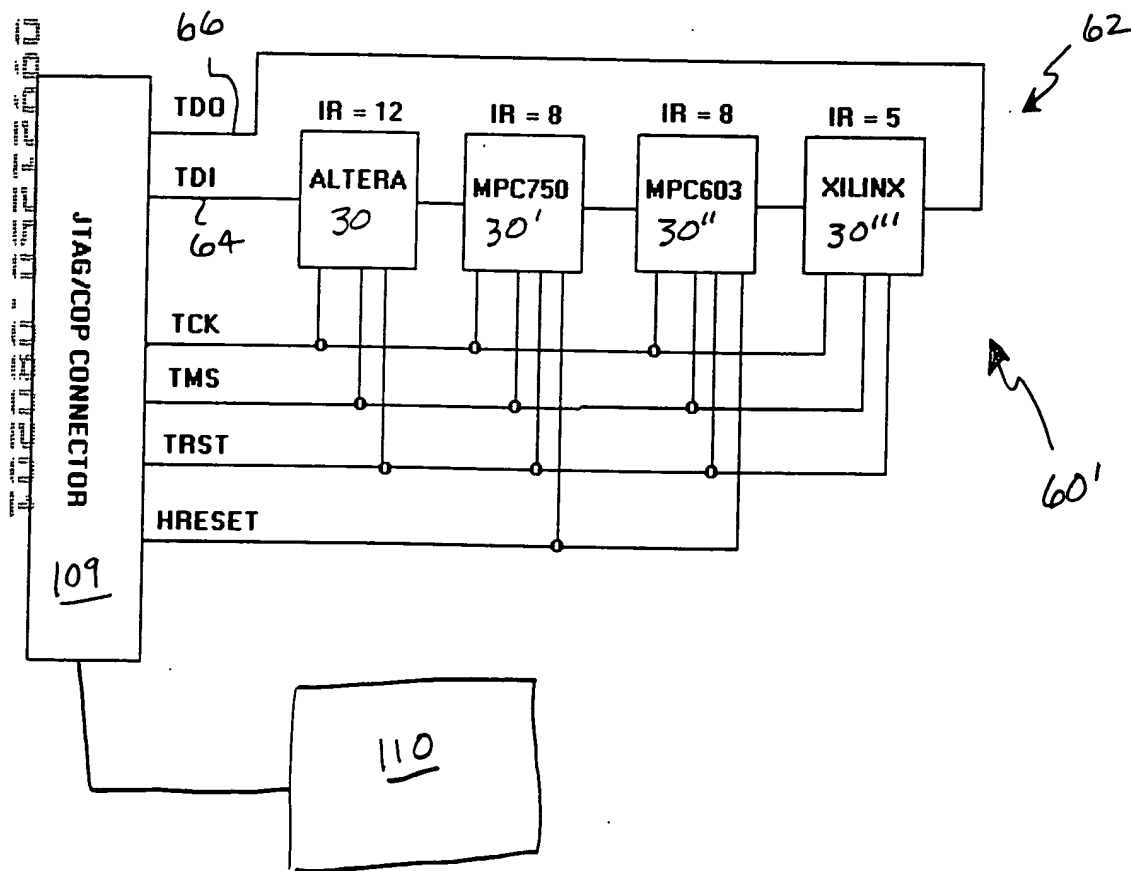 66
62
TDO
IR = 12
IR = 8
IR = 8
IR = 5
TDI
ALTERA
30
MPC750
30'
MPC603
30"
XILINX
30'''
64
JTAG/COP CONNECTOR
TCK
TMS
TRST
60'
HRESET
109
110